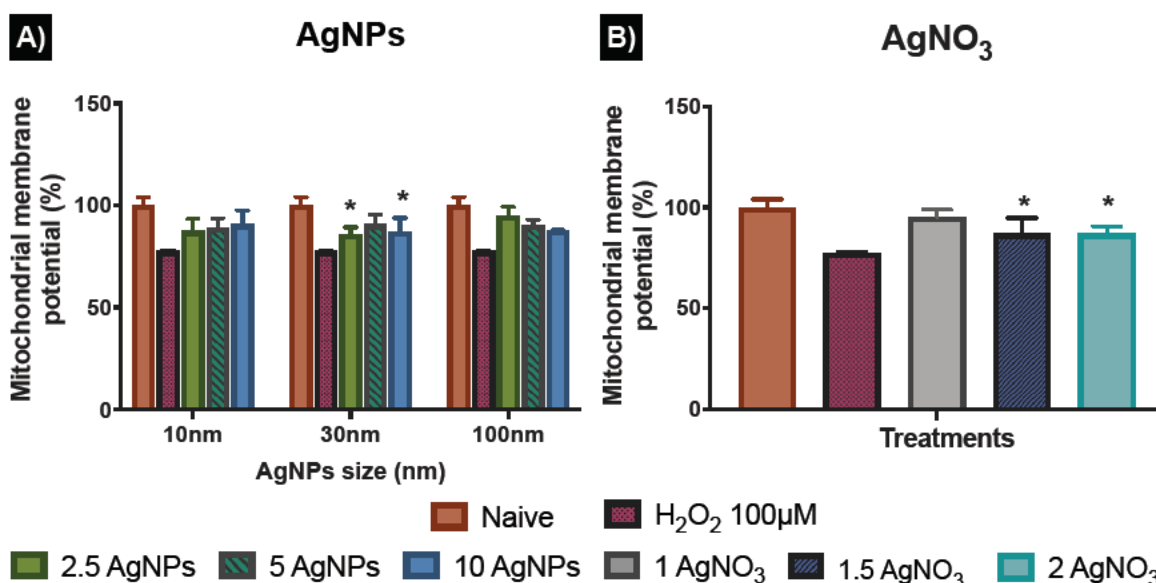 A)
AgNPs
Mitochondrial membrane
potential (%)
150
100
50
0
*
*
10nm
30nm
100nm
AgNPs size (nm)
B)
AgNO₃
Mitochondrial membrane
potential (%)
150
100
50
0
*
*
Treatments
Naive
H₂O₂ 100µM
2.5 AgNPs
5 AgNPs
10 AgNPs
1 AgNO₃
1.5 AgNO₃
2 AgNO₃